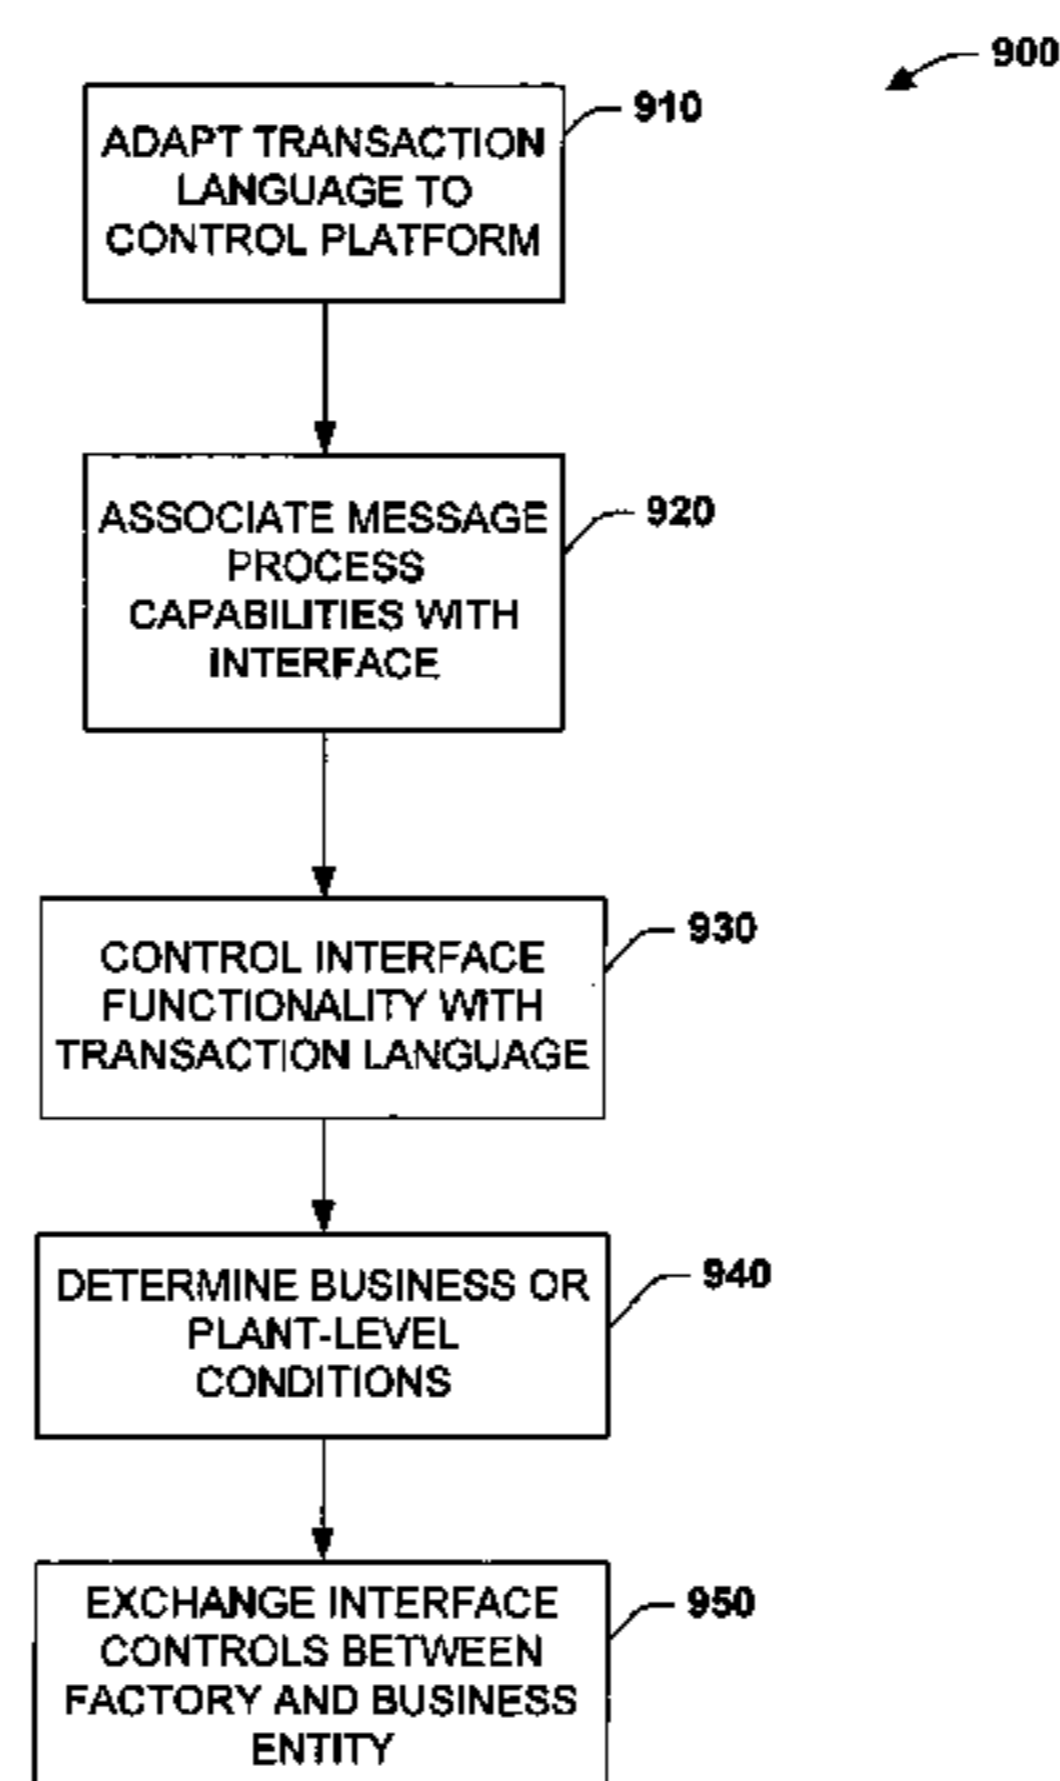 900
910
ADAPT TRANSACTION
LANGUAGE TO
CONTROL PLATFORM
920
ASSOCIATE MESSAGE
PROCESS
CAPABILITIES WITH
INTERFACE
930
CONTROL INTERFACE
FUNCTIONALITY WITH
TRANSACTION LANGUAGE
940
DETERMINE BUSINESS OR
PLANT-LEVEL
CONDITIONS
950
EXCHANGE INTERFACE
CONTROLS BETWEEN
FACTORY AND BUSINESS
ENTITY